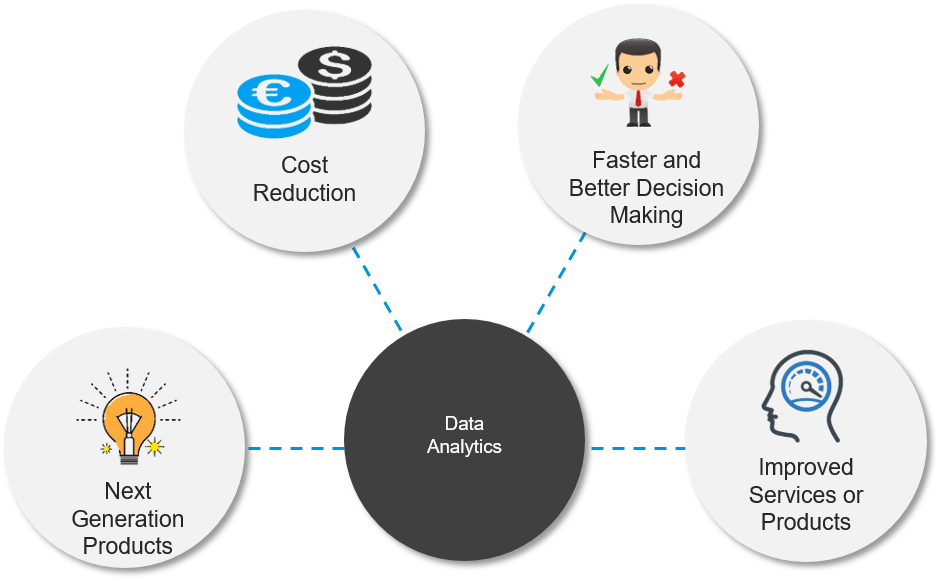 €
$
Cost
Reduction
Faster and
Better Decision
Making
Next
Generation
Products
Data
Analytics
Improved
Services or
Products